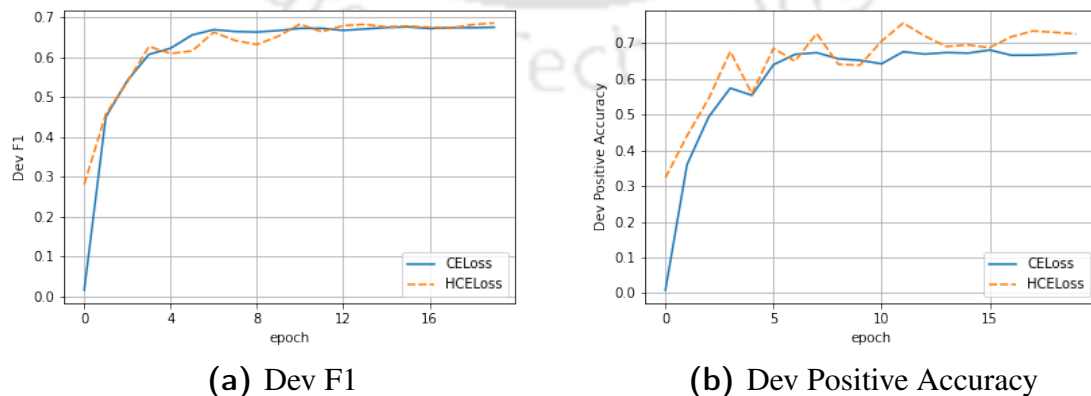 0.7
0.6
0.5
0.4
0.3
0.2
0.1
0.0
Dev F1
0 4 8 12 16
epoch
CELoss
HCELoss
(a) Dev F1
0.7
0.6
0.5
0.4
0.3
0.2
0.1
0.0
Dev Positive Accuracy
0 5 10 15
epoch
CELoss
HCELoss
(b) Dev Positive Accuracy
Tech